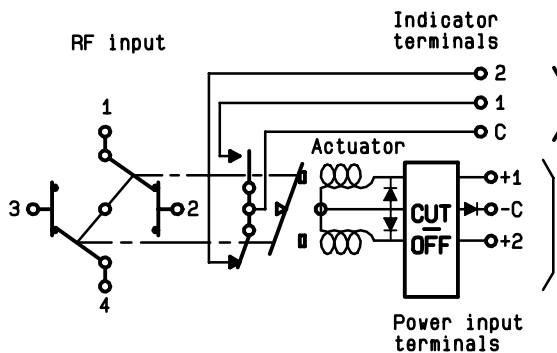 Indicator
terminals
RF input
2
1
C
1
Actuator
3
2
+1
-C
+2
CUT
-
OFF
4
Power input
terminals